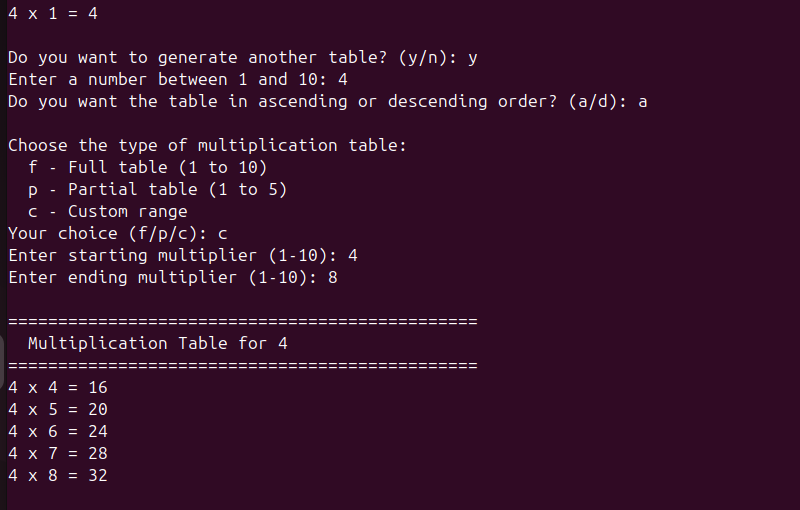 4 x 1 = 4
Do you want to generate another table? (y/n): y
Enter a number between 1 and 10: 4
Do you want the table in ascending or descending order? (a/d): a
Choose the type of multiplication table:
  f - Full table (1 to 10)
  p - Partial table (1 to 5)
  c - Custom range
Your choice (f/p/c): c
Enter starting multiplier (1-10): 4
Enter ending multiplier (1-10): 8
===============================================
  Multiplication Table for 4
===============================================
4 x 4 = 16
4 x 5 = 20
4 x 6 = 24
4 x 7 = 28
4 x 8 = 32